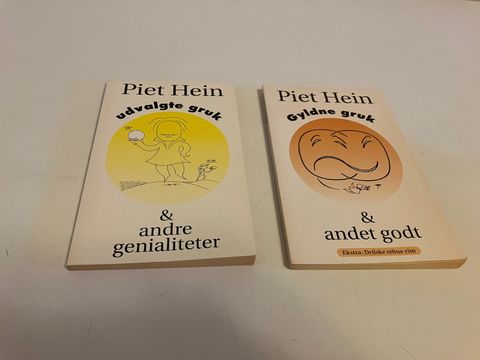 Piet Hein
udvalgte gruk
&
andre
genialiteter
Piet Hein
Gyldne gruk
&
andet godt
Ekstra: Drilske rebus-rim